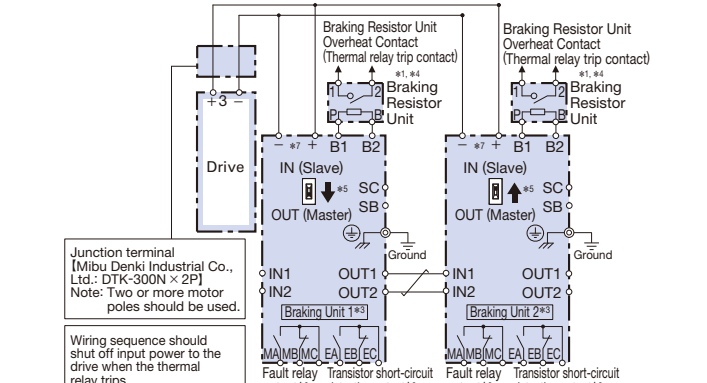 Braking Resistor Unit
Overheat Contact
(Thermal relay trip contact)
Braking Resistor Unit
Overheat Contact
(Thermal relay trip contact)
*1, *4
1 2
P B
Braking
Resistor
Unit
*1, *4
1 2
P B
Braking
Resistor
Unit
+3 −
Drive
− *7 + B1 B2
IN (Slave)
*5
OUT (Master)
SC
SB
Ground
IN1 OUT1
IN2 OUT2
Braking Unit 1*3
MA MB MC EA EB EC
Fault relay Transistor short-circuit
− *7 + B1 B2
IN (Slave)
*5
OUT (Master)
SC
SB
Ground
IN1 OUT1
IN2 OUT2
Braking Unit 2*3
MA MB MC EA EB EC
Fault relay Transistor short-circuit
Junction terminal
【Mibu Denki Industrial Co.,
Ltd.: DTK-300N × 2P】
Note: Two or more motor
poles should be used.
Wiring sequence should
shut off input power to the
drive when the thermal
relay trips.